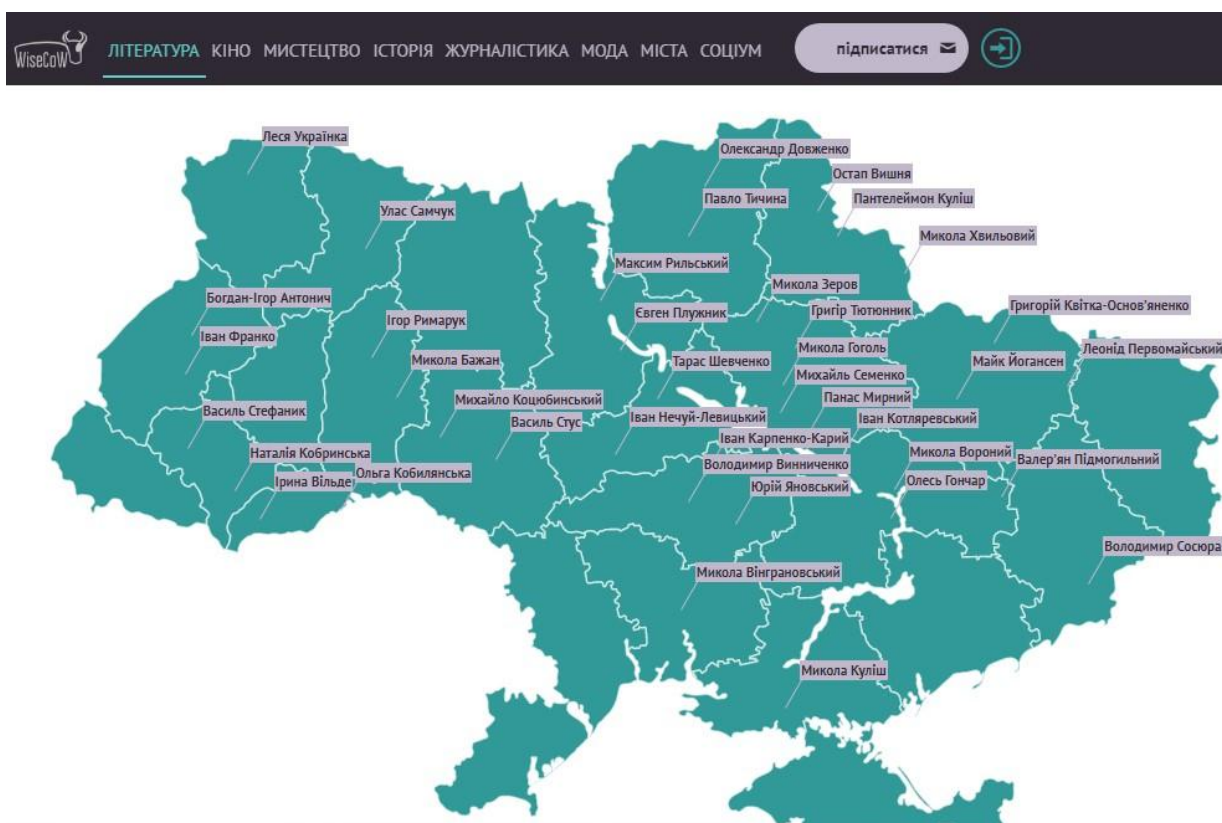 WiseCoW ЛІТЕРАТУРА КІНО МИСТЕЦТВО ІСТОРІЯ ЖУРНАЛІСТИКА МОДА МІСТА СОЦІУМ підписатися
Леся Українка
Олександр Довженко
Остап Вишня
Павло Тичина
Пантелеймон Куліш
Улас Самчук
Микола Хвильовий
Максим Рильський
Микола Зеров
Богдан-Ігор Антонич
Григорій Квітка-Основ'яненко
Євген Плужник
Григір Тютюнник
Ігор Римарук
Іван Франко
Микола Гоголь
Леонід Первомайський
Микола Бажан
Тарас Шевченко
Майк Йогансен
Михайль Семенко
Михайло Коцюбинський
Панас Мирний
Василь Стефаник
Василь Стус
Іван Нечуй-Левицький
Іван Котляревський
Іван Карпенко-Карий
Наталія Кобринська
Микола Вороний
Валер'ян Підмогильний
Володимир Винниченко
Ольга Кобилянська
Ірина Вільде
Юрій Яновський
Олесь Гончар
Володимир Сосюра
Микола Вінграновський
Микола Куліш